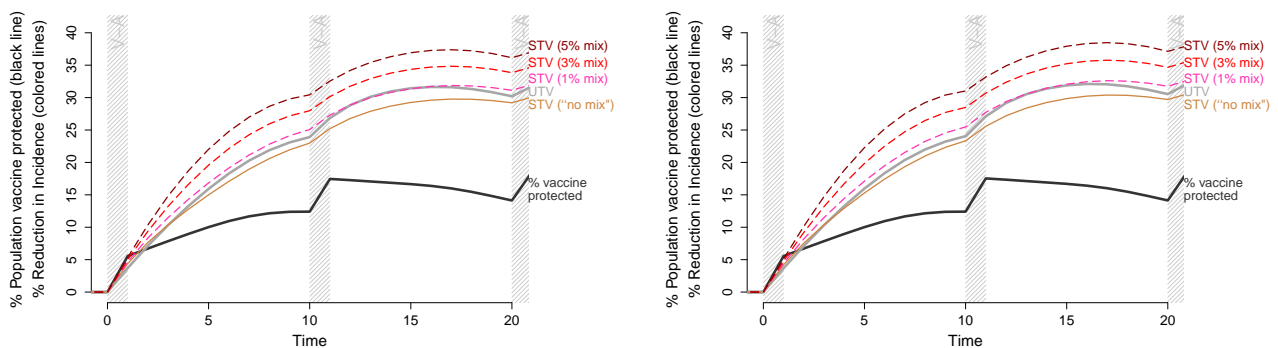 % Population vaccine protected (black line)
% Reduction in Incidence (colored lines)
40
35
30
25
20
15
10
5
0
V−A
V−A
V−A
STV (5% mix)
STV (3% mix)
STV (1% mix)
UTV
STV ("no mix")
% vaccine
protected
0
5
10
15
20
Time
% Population vaccine protected (black line)
% Reduction in Incidence (colored lines)
40
35
30
25
20
15
10
5
0
V−A
V−A
V−A
STV (5% mix)
STV (3% mix)
STV (1% mix)
UTV
STV ("no mix")
% vaccine
protected
0
5
10
15
20
Time